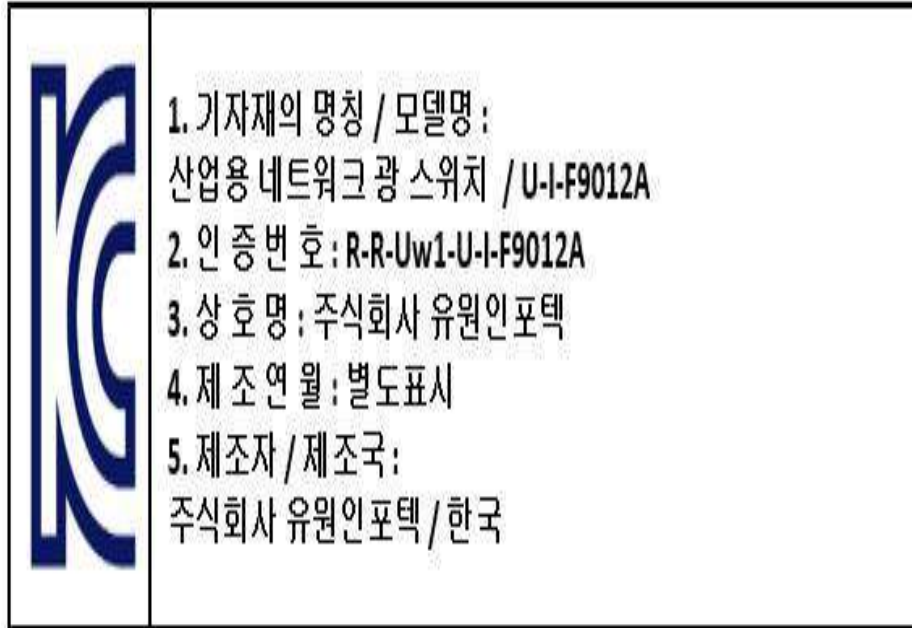 KC
1. 기자재의 명칭 / 모델명 :
산업용 네트워크 광 스위치 / U-I-F9012A
2. 인 증 번 호 : R-R-Uw1-U-I-F9012A
3. 상 호 명 : 주식회사 유원인포텍
4. 제 조 연 월 : 별도표시
5. 제조자 / 제조국 :
주식회사 유원인포텍 / 한국